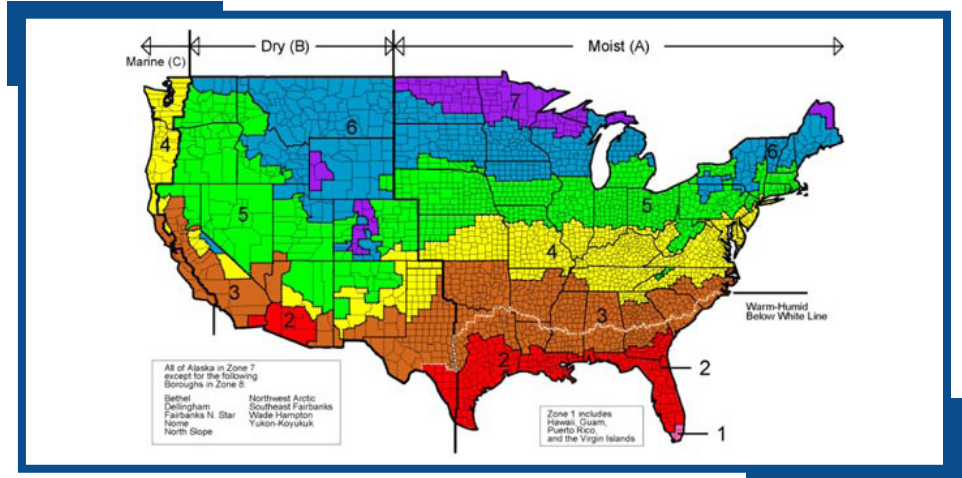 Marine (C)
Dry (B)
Moist (A)
7
6
6
4
5
5
4
3
3
2
2
2
1
Warm-Humid
Below White Line
All of Alaska in Zone 7
except for the following
Boroughs in Zone 8:
Bethel
Dellingham
Fairbanks N. Star
Nome
North Slope
Northwest Arctic
Southeast Fairbanks
Wade Hampton
Yukon-Koyukuk
Zone 1 includes
Hawaii, Guam,
Puerto Rico,
and the Virgin Islands